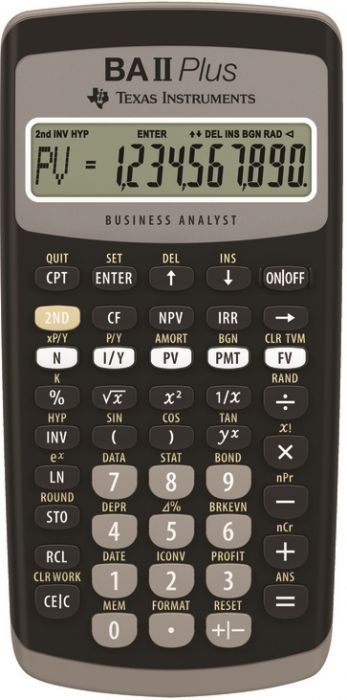 BA II Plus
TEXAS INSTRUMENTS
2nd INV HYP ENTER ↑↓ DEL INS BGN RAD ◁
PV = 1,234,567,890.
BUSINESS ANALYST
QUIT SET DEL INS
CPT ENTER ↑ ↓ ON|OFF
2ND CF NPV IRR →
xP/Y P/Y AMORT BGN CLR TVM
N I/Y PV PMT FV
K RAND
% √x x² 1/x ÷
HYP SIN COS TAN x!
INV ( ) yˣ ×
eˣ DATA STAT BOND nPr
LN 7 8 9 −
ROUND DEPR Δ% BRKEVN nCr
STO 4 5 6 +
DATE ICONV PROFIT
RCL 1 2 3
CLR WORK MEM FORMAT RESET ANS
CE|C 0 . +|− =